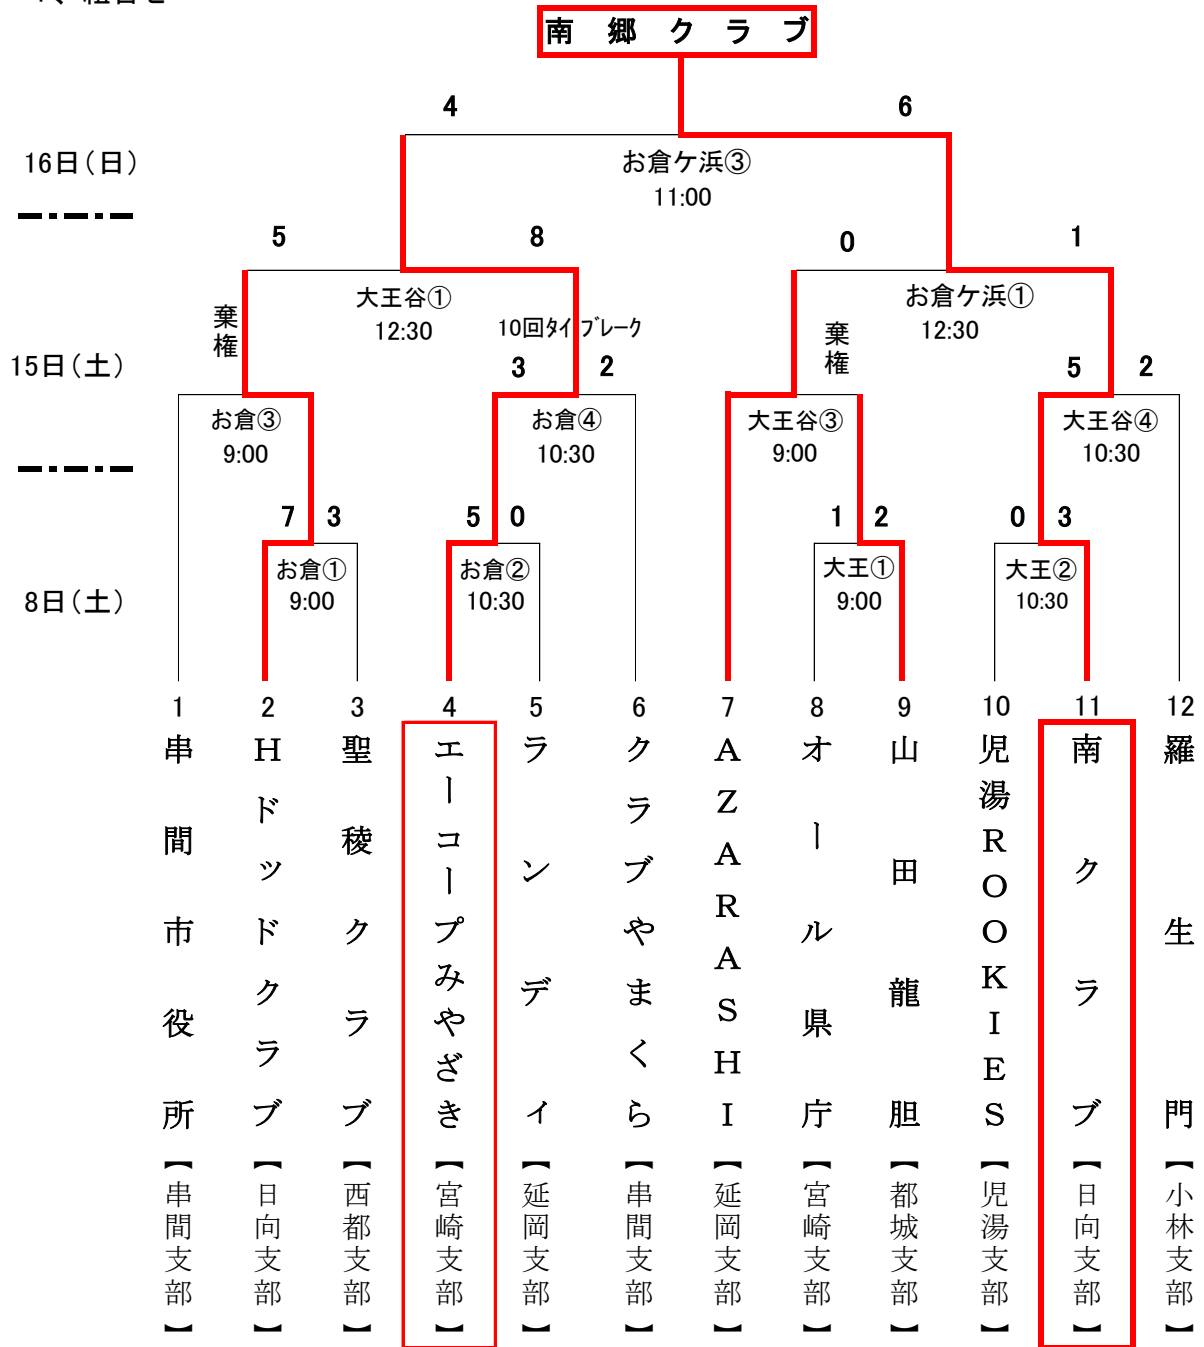 南 郷 ク ラ ブ
4 6
16日(日)
お倉ケ浜③
11:00
5 8 0 1
大王谷①
12:30
お倉ケ浜①
12:30
棄権
10回タイブレーク
棄権
15日(土)
3 2 5 2
お倉③
9:00
お倉④
10:30
大王谷③
9:00
大王谷④
10:30
7 3 5 0 1 2 0 3
8日(土)
お倉①
9:00
お倉②
10:30
大王①
9:00
大王②
10:30
1 2 3 4 5 6 7 8 9 10 11 12
串間市役所【串間支部】
Hドッドクラブ【日向支部】
聖稜クラブ【西都支部】
エーコープみやざき【宮崎支部】
ランディ【延岡支部】
クラブやまくら【串間支部】
AZARASHI【延岡支部】
オール県庁【宮崎支部】
山田龍胆【都城支部】
児湯ROOKIES【児湯支部】
南クラブ【日向支部】
羅生門【小林支部】